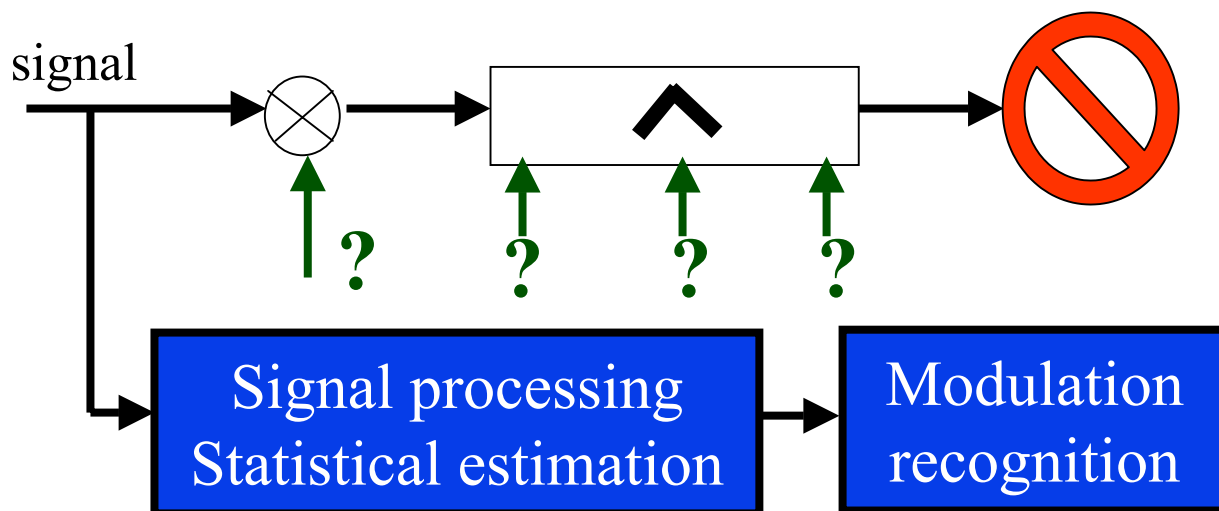 signal
? ? ? ?
Signal processing
Statistical estimation
Modulation
recognition